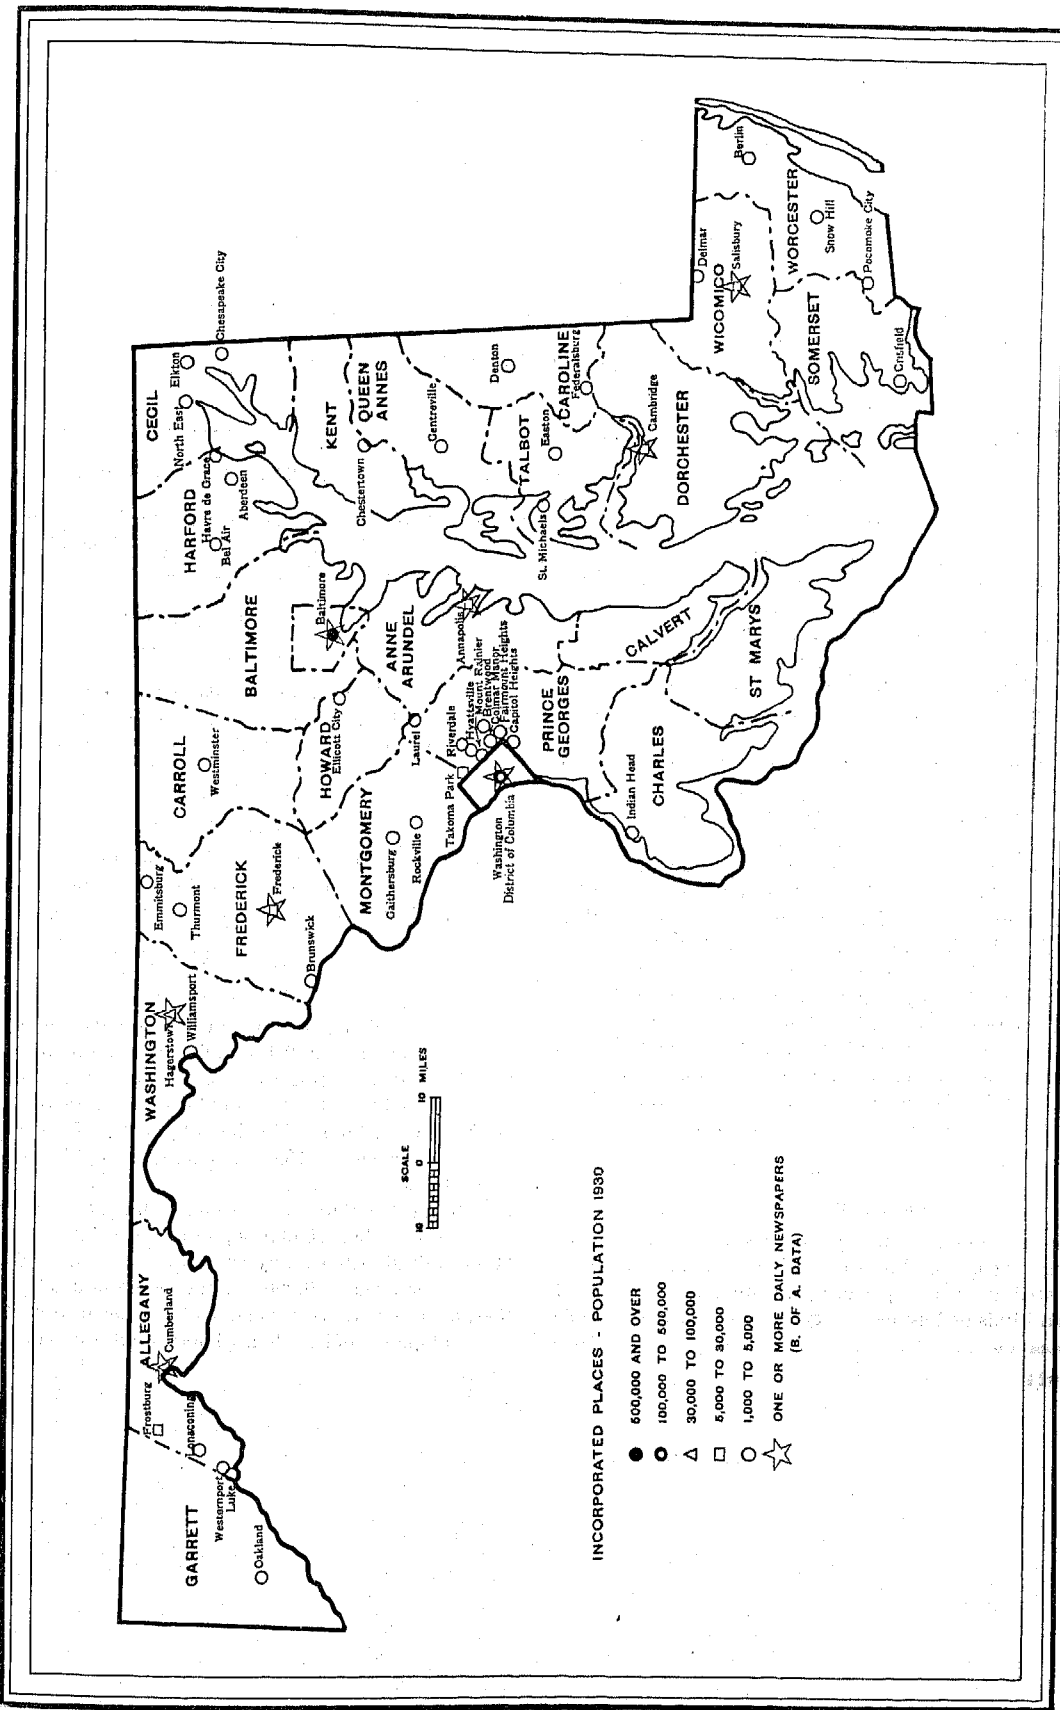 GARRETT
Oakland
Westernport
Luke
Lonaconing
Frostburg
ALLEGANY
Cumberland
WASHINGTON
Hagerstown
Williamsport
FREDERICK
Emmitsburg
Thurmont
Frederick
Brunswick
CARROLL
Westminster
HOWARD
Ellicott City
MONTGOMERY
Gaithersburg
Rockville
Takoma Park
Washington
District of Columbia
BALTIMORE
Baltimore
ANNE
ARUNDEL
Annapolis
Laurel
Riverdale
Hyattsville
Mount Rainier
Brentwood
Colmar Manor
Fairmount Heights
Capitol Heights
PRINCE
GEORGES
CHARLES
Indian Head
CALVERT
ST MARYS
HARFORD
Havre de Grace
Bel Air
Aberdeen
CECIL
North East
Elkton
Chesapeake City
KENT
Chestertown
QUEEN
ANNES
Centreville
TALBOT
Easton
St. Michaels
CAROLINE
Denton
Federalsburg
DORCHESTER
Cambridge
WICOMICO
Delmar
Salisbury
SOMERSET
Crisfield
WORCESTER
Berlin
Snow Hill
Pocomoke City
SCALE
10 0 10 MILES
INCORPORATED PLACES - POPULATION 1930
500,000 AND OVER
100,000 TO 500,000
30,000 TO 100,000
5,000 TO 30,000
1,000 TO 5,000
ONE OR MORE DAILY NEWSPAPERS
(B. OF A. DATA)